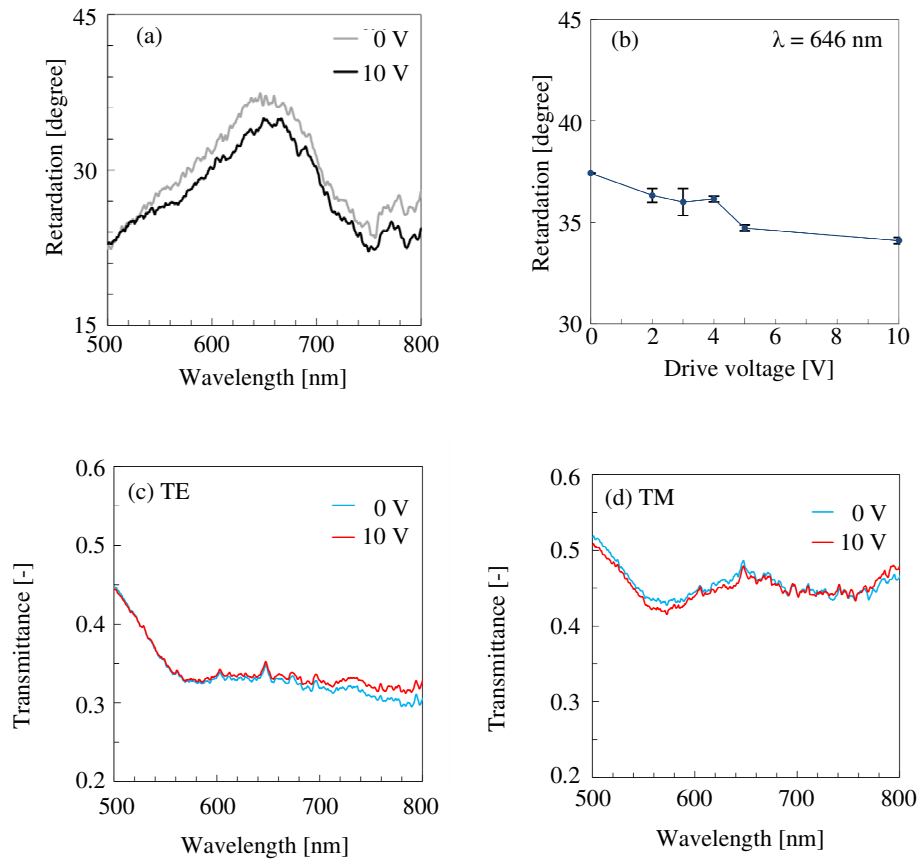 45
(a)
0 V
10 V
30
Retardation [degree]
15
500
600
700
800
Wavelength [nm]
45
(b)
λ = 646 nm
40
Retardation [degree]
35
30
0
2
4
6
8
10
Drive voltage [V]
0.6
(c) TE
0 V
10 V
0.5
Transmittance [-]
0.4
0.3
0.2
500
600
700
800
Wavelength [nm]
0.6
(d) TM
0 V
10 V
0.5
Transmittance [-]
0.4
0.3
0.2
500
600
700
800
Wavelength [nm]